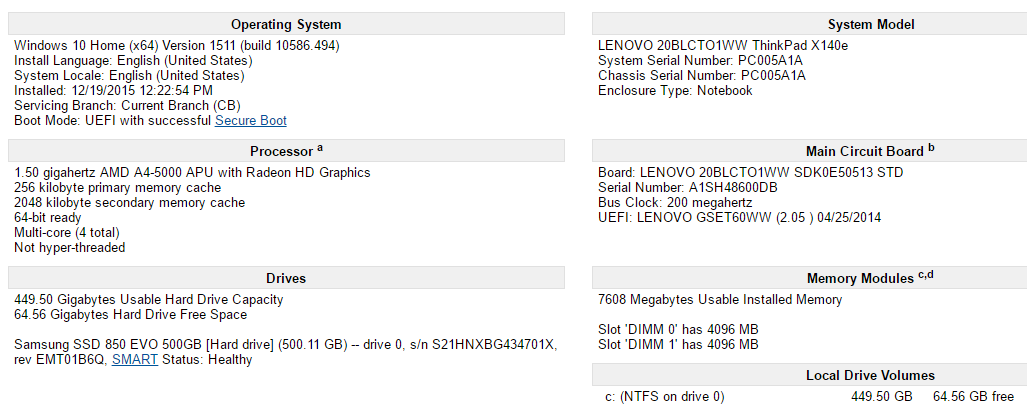 Operating System
Windows 10 Home (x64) Version 1511 (build 10586.494)
Install Language: English (United States)
System Locale: English (United States)
Installed: 12/19/2015 12:22:54 PM
Servicing Branch: Current Branch (CB)
Boot Mode: UEFI with successful Secure Boot
System Model
LENOVO 20BLCTO1WW ThinkPad X140e
System Serial Number: PC005A1A
Chassis Serial Number: PC005A1A
Enclosure Type: Notebook
Processor a
1.50 gigahertz AMD A4-5000 APU with Radeon HD Graphics
256 kilobyte primary memory cache
2048 kilobyte secondary memory cache
64-bit ready
Multi-core (4 total)
Not hyper-threaded
Main Circuit Board b
Board: LENOVO 20BLCTO1WW SDK0E50513 STD
Serial Number: A1SH48600DB
Bus Clock: 200 megahertz
UEFI: LENOVO GSET60WW (2.05 ) 04/25/2014
Drives
449.50 Gigabytes Usable Hard Drive Capacity
64.56 Gigabytes Hard Drive Free Space
Samsung SSD 850 EVO 500GB [Hard drive] (500.11 GB) -- drive 0, s/n S21HNXBG434701X,
rev EMT01B6Q, SMART Status: Healthy
Memory Modules c,d
7608 Megabytes Usable Installed Memory
Slot 'DIMM 0' has 4096 MB
Slot 'DIMM 1' has 4096 MB
Local Drive Volumes
c: (NTFS on drive 0) 449.50 GB 64.56 GB free